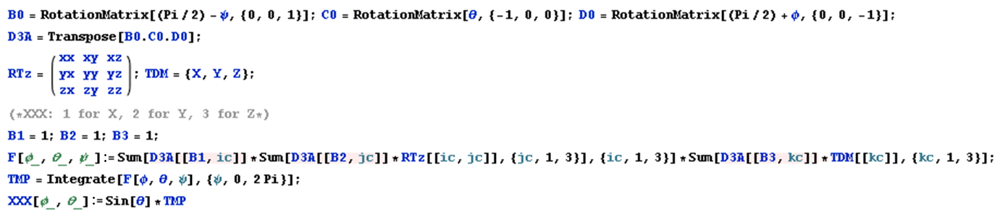 B0 = RotationMatrix[(Pi / 2) - ψ, {0, 0, 1}]; C0 = RotationMatrix[θ, {-1, 0, 0}]; D0 = RotationMatrix[(Pi / 2) + ϕ, {0, 0, -1}];
D3A = Transpose[B0.C0.D0];
xx xy xz
RTz = yx yy yz ; TDM = {X, Y, Z};
zx zy zz
(*XXX: 1 for X, 2 for Y, 3 for Z*)
B1 = 1; B2 = 1; B3 = 1;
F[ϕ_, θ_, ψ_]:=Sum[D3A[[B1, ic]]*Sum[D3A[[B2, jc]]*RTz[[ic, jc]], {jc, 1, 3}], {ic, 1, 3}]*Sum[D3A[[B3, kc]]*TDM[[kc]], {kc, 1, 3}];
TMP = Integrate[F[ϕ, θ, ψ], {ψ, 0, 2 Pi}];
XXX[ϕ_, θ_]:=Sin[θ]*TMP